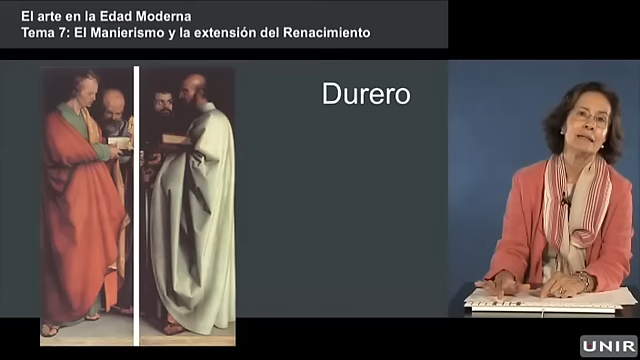 El arte en la Edad Moderna
Tema 7: El Manierismo y la extensión del Renacimiento
Durero
UNIR